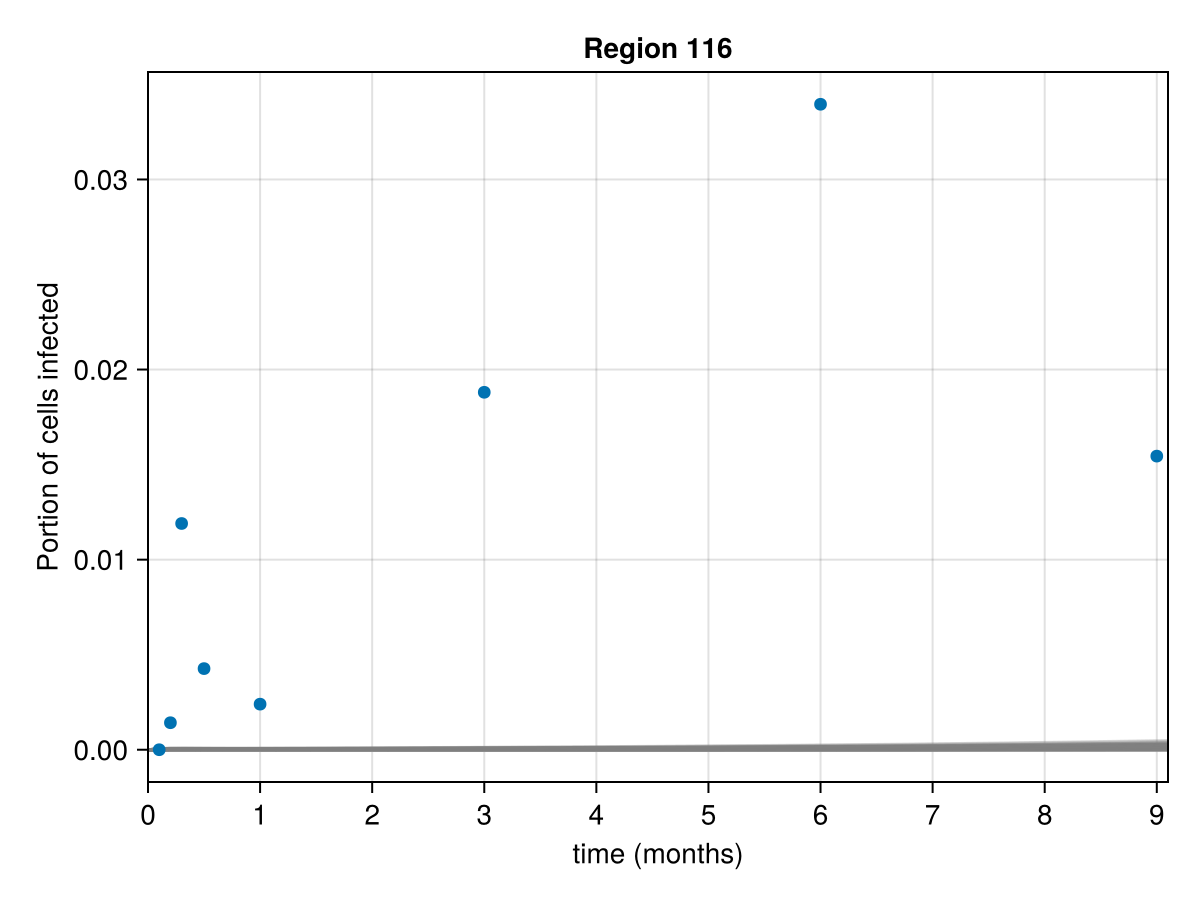 Region 116
Portion of cells infected
0.03
0.02
0.01
0.00
0 1 2 3 4 5 6 7 8 9
time (months)